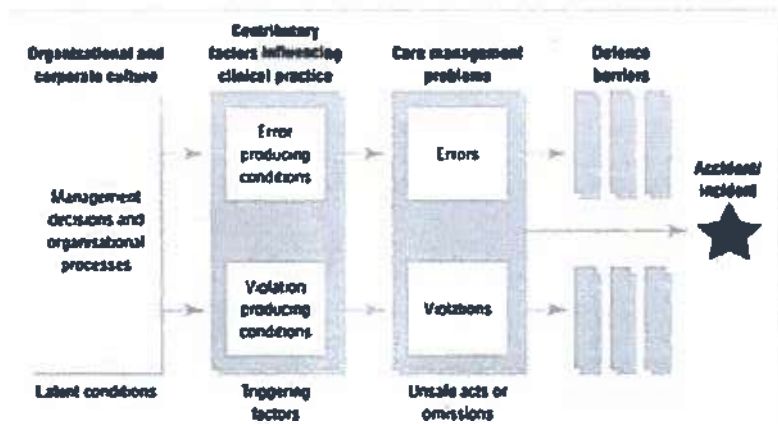 Organizational and
corporate culture
Contributory
factors influencing
clinical practice
Care management
problems
Defence
barriers
Management
decisions and
organisational
processes
Error
producing
conditions
Errors
Accident/
incident
Violation
producing
conditions
Violations
Latent conditions
Triggering
factors
Unsafe acts or
omissions